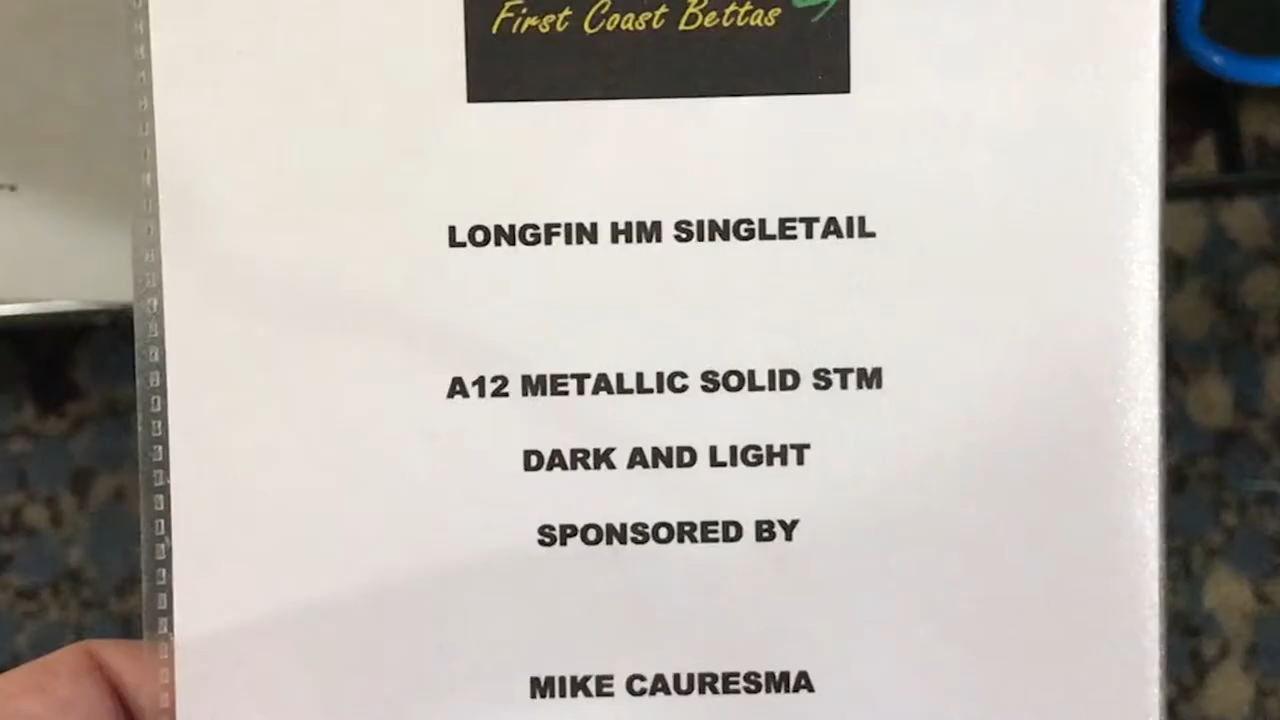 First Coast Bettas
LONGFIN HM SINGLETAIL
A12 METALLIC SOLID STM
DARK AND LIGHT
SPONSORED BY
MIKE CAURESMA